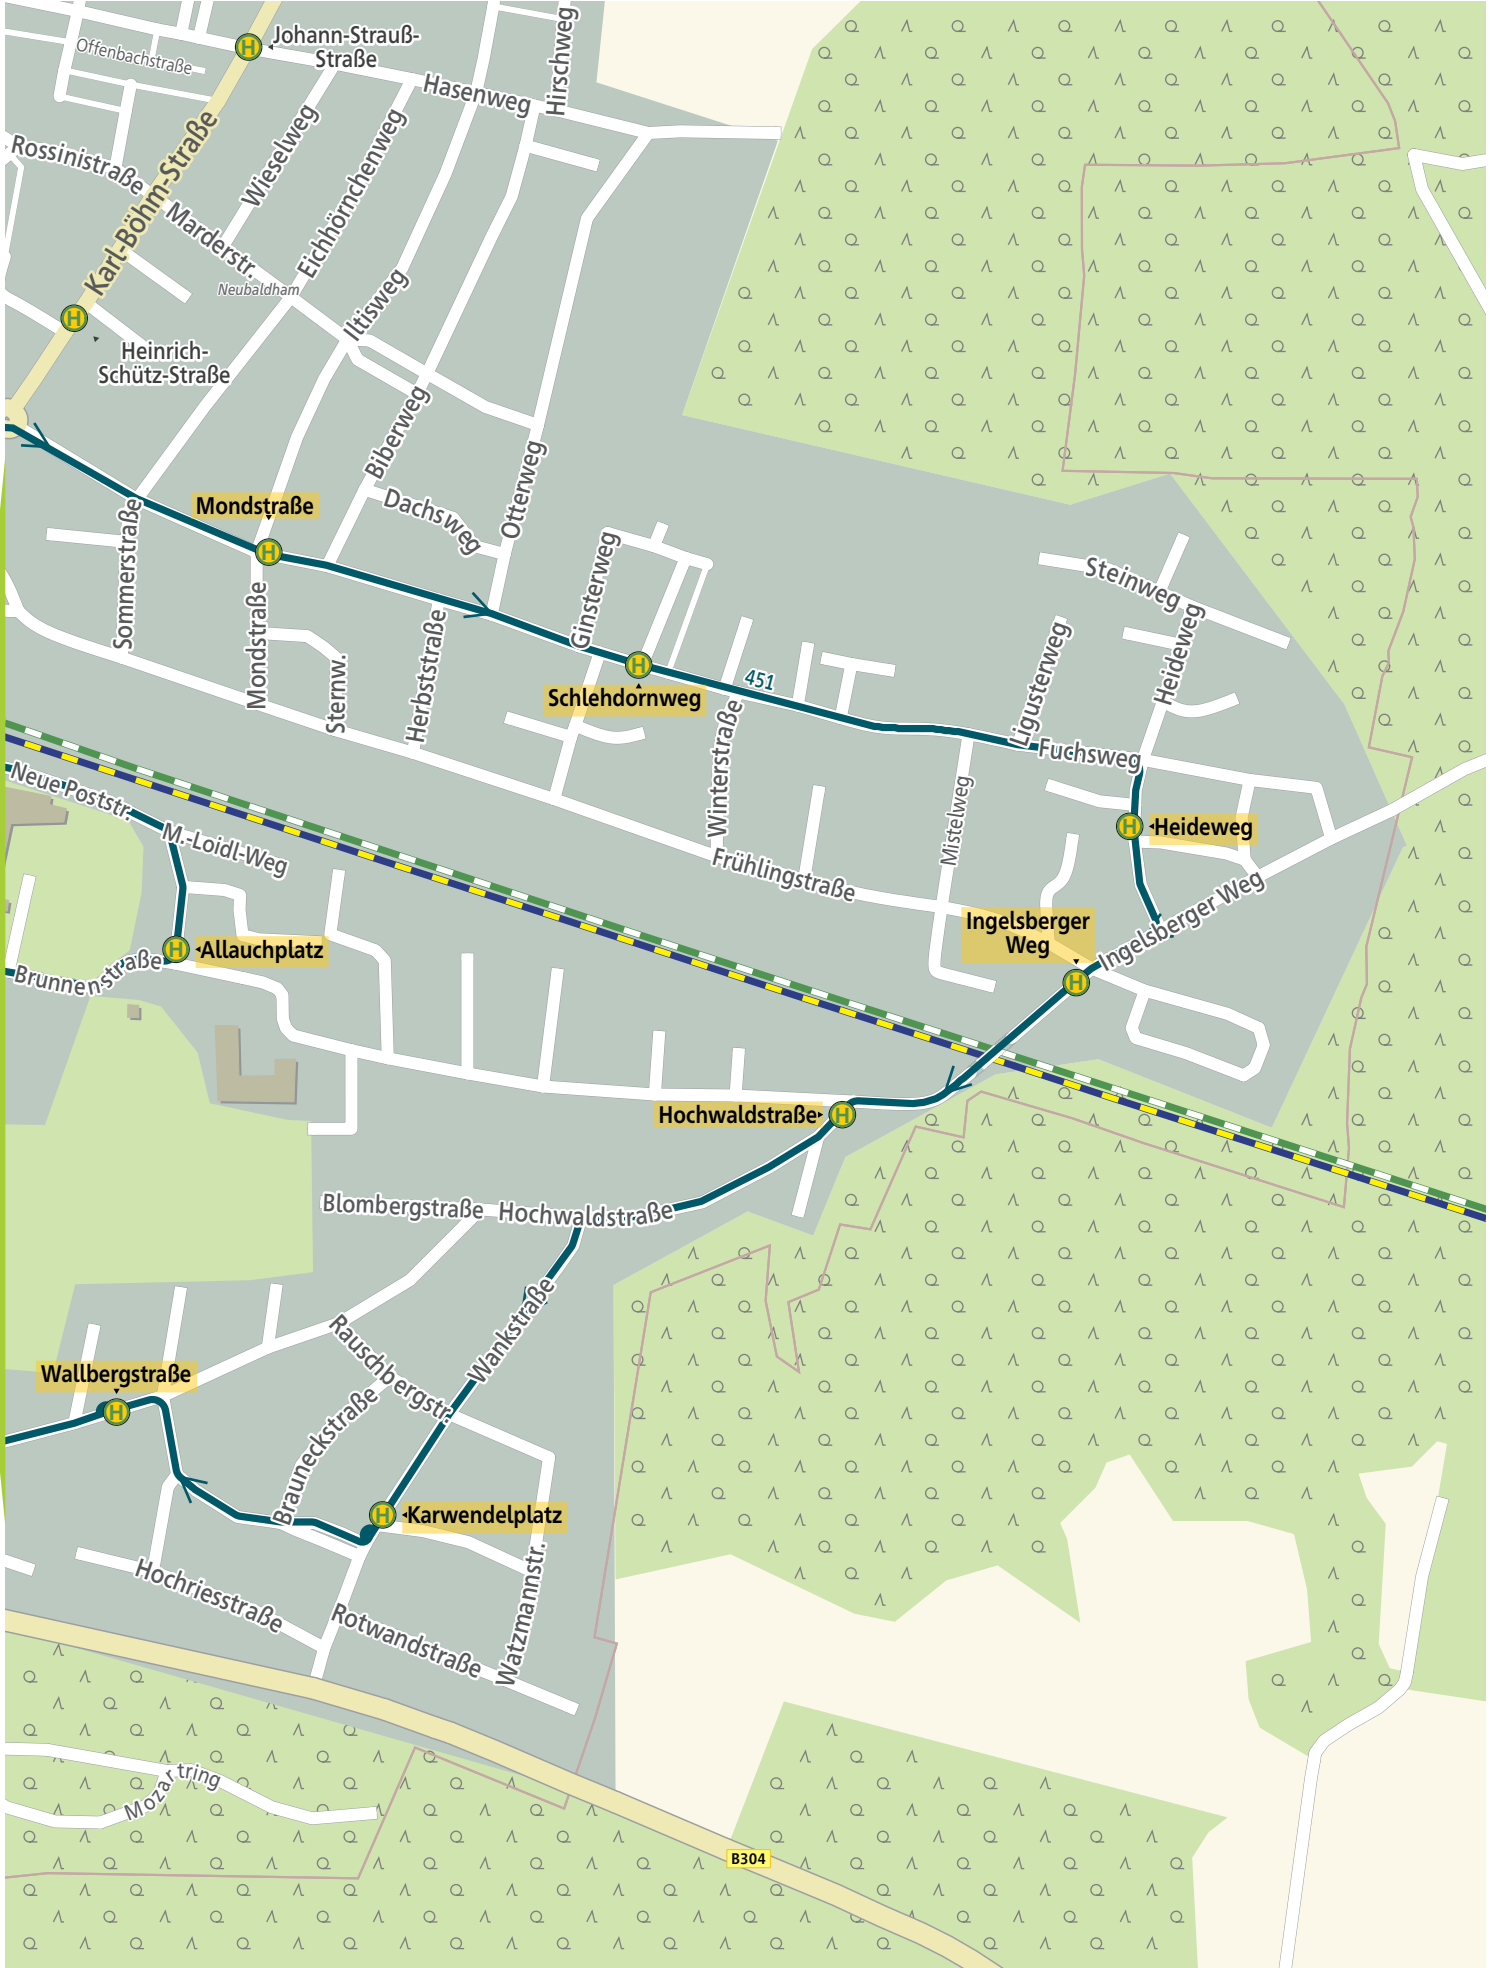 Johann-Strauß-
Straße
Offenbachstraße
Hirschweg
Hasenweg
Wieselweg
Rossinistraße
Karl-Böhm-Straße
Eichhörnchenweg
Marderstr.
Neubaldham
Iltisweg
H
H
Heinrich-
Schütz-Straße
Biberweg
Otterweg
Dachsweg
Mondstraße
H
Sommerstraße
Mondstraße
Sternw.
Herbststraße
Ginsterweg
Steinweg
Heideweg
Ligusterweg
H
Schlehdornweg
451
Winterstraße
Fuchsweg
Mistelweg
H
Heideweg
Neue Poststr.
M.-Loidl-Weg
Frühlingstraße
Ingelsberger Weg
Ingelsberger
Weg
H
H
Allauchplatz
Brunnenstraße
Hochwaldstraße
H
Blombergstraße
Hochwaldstraße
Wankstraße
Rauschbergstr.
Brauneckstraße
Wallbergstraße
H
H
Karwendelplatz
Hochriesstraße
Rotwandstraße
Watzmannstr.
Mozartring
B304